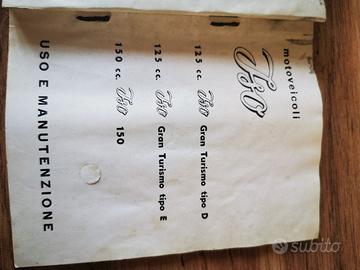 motoveicoli
Iso
125 cc. Iso Gran Turismo tipo D
125 cc. Iso Gran Turismo tipo E
150 cc. Iso 150
USO E MANUTENZIONE
subito